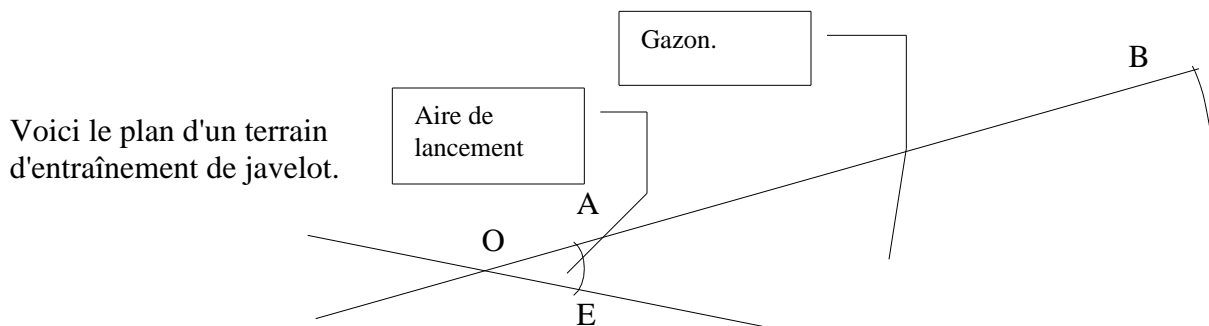 Gazon.
B
Voici le plan d'un terrain
d'entraînement de javelot.
Aire de
lancement
A
O
E